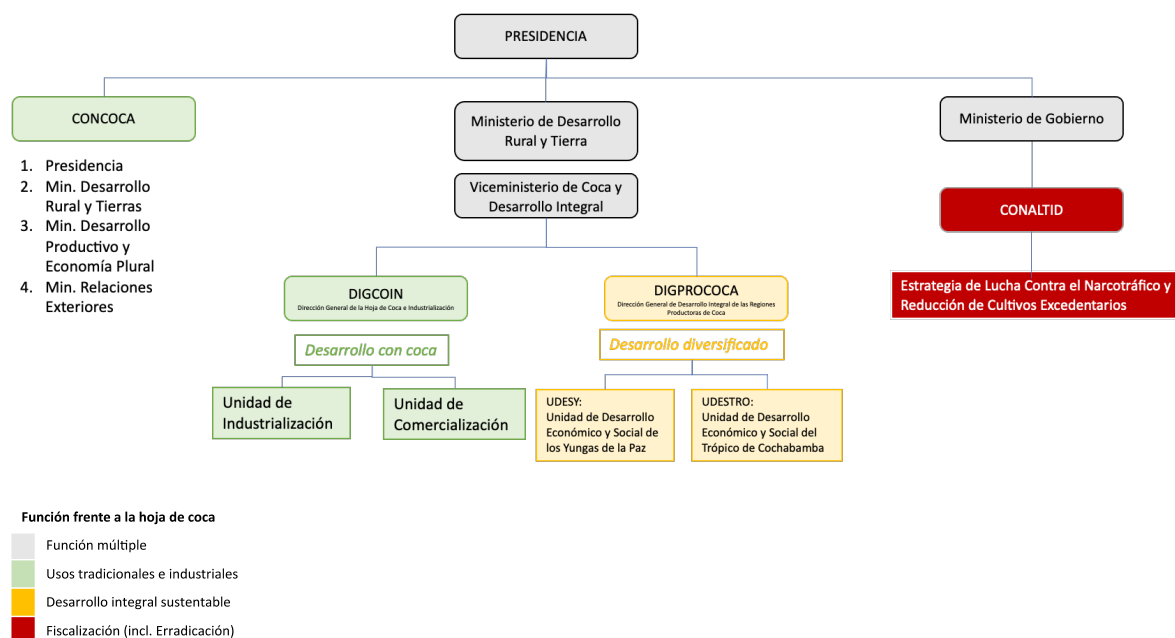 PRESIDENCIA
CONCOCA
1. Presidencia
2. Min. Desarrollo
Rural y Tierras
3. Min. Desarrollo
Productivo y
Economía Plural
4. Min. Relaciones
Exteriores
Ministerio de Desarrollo
Rural y Tierra
Viceministerio de Coca y
Desarrollo Integral
Ministerio de Gobierno
CONALTID
Estrategia de Lucha Contra el Narcotráfico y
Reducción de Cultivos Excedentarios
DIGCOIN
Dirección General de la Hoja de Coca e Industrialización
Desarrollo con coca
Unidad de
Industrialización
Unidad de
Comercialización
DIGPROCOCA
Dirección General de Desarrollo Integral de las Regiones
Productoras de Coca
Desarrollo diversificado
UDESY:
Unidad de Desarrollo
Económico y Social de
los Yungas de la Paz
UDESTRO:
Unidad de Desarrollo
Económico y Social del
Trópico de Cochabamba
Función frente a la hoja de coca
Función múltiple
Usos tradicionales e industriales
Desarrollo integral sustentable
Fiscalización (incl. Erradicación)